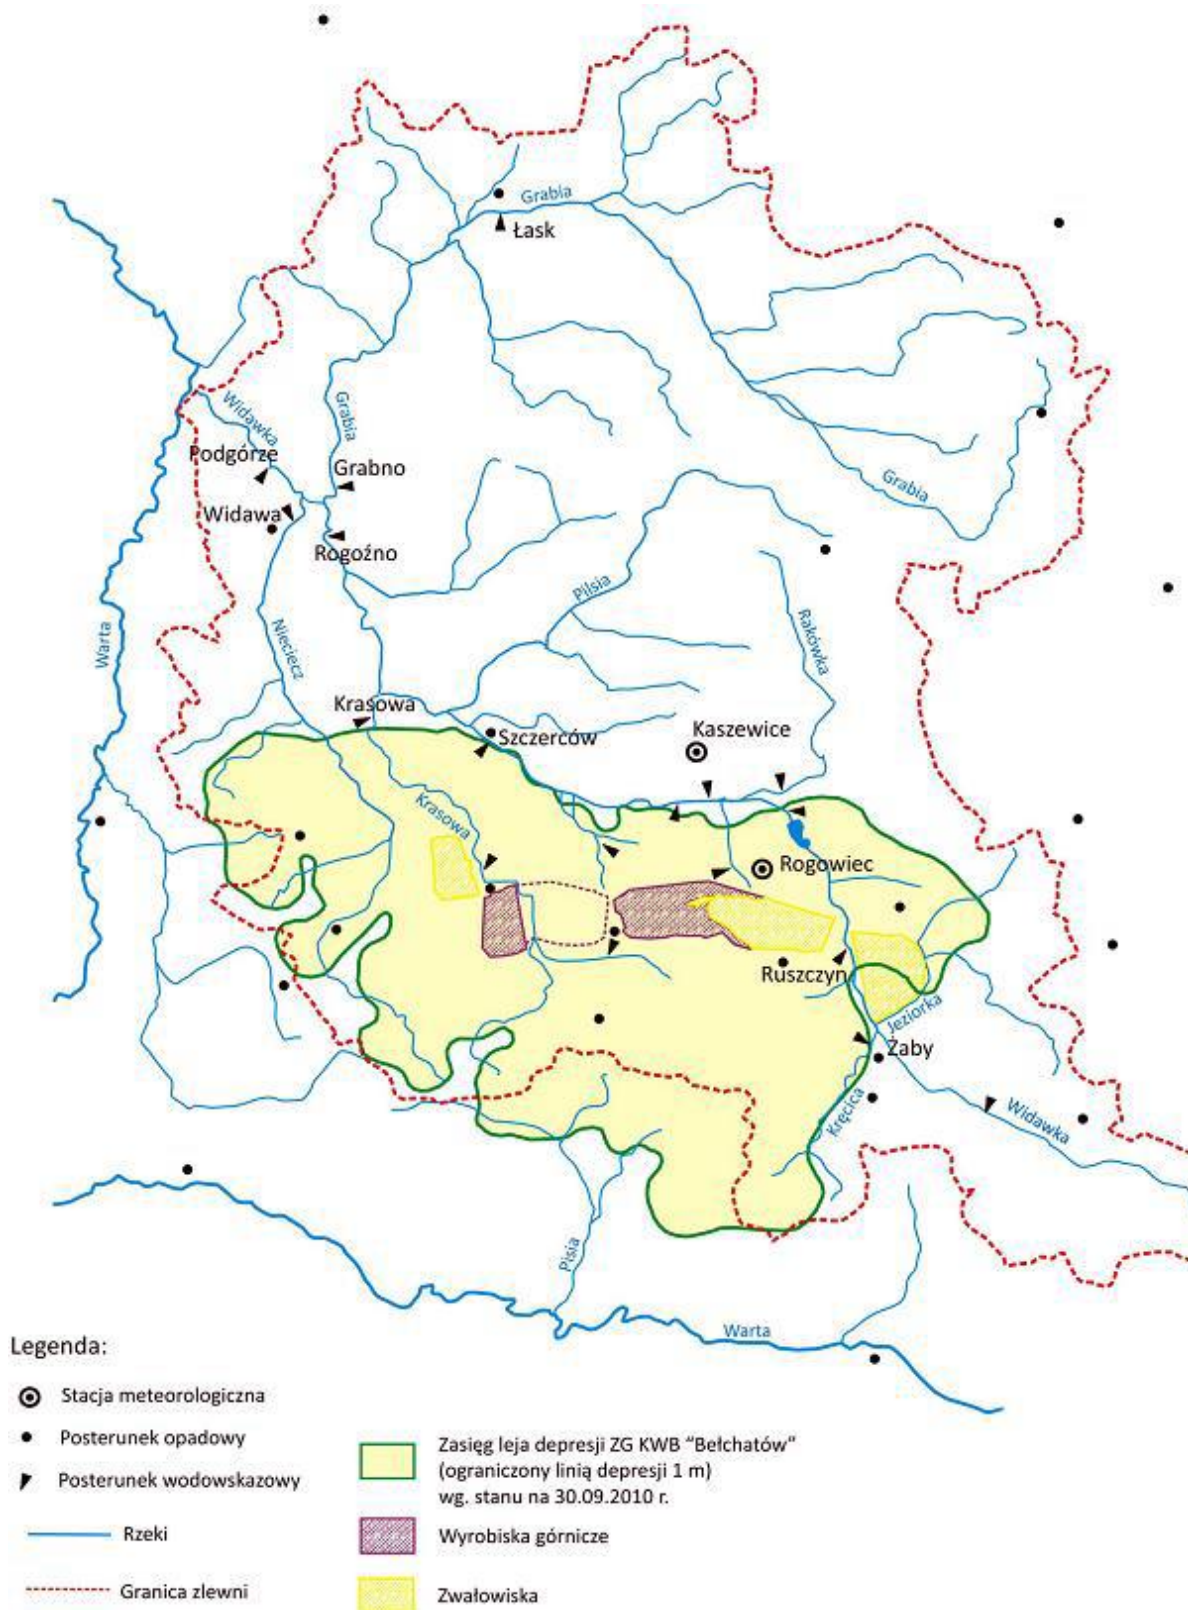 Grabia
Łask
Grabia
Widawka
Podgórze
Grabno
Grabia
Widawa
Rogoźno
Pilsia
Rakówka
Warta
Nieciecz
Krasowa
Szczerców
Kaszewice
Krasowa
Rogowiec
Ruszczyn
Jeziorka
Żaby
Kręcica
Widawka
Pisia
Warta
Legenda:
Stacja meteorologiczna
Posterunek opadowy
Posterunek wodowskazowy
Rzeki
Granica zlewni
Zasięg leja depresji ZG KWB "Bełchatów"
(ograniczony linią depresji 1 m)
wg. stanu na 30.09.2010 r.
Wyrobiska górnicze
Zwałowiska